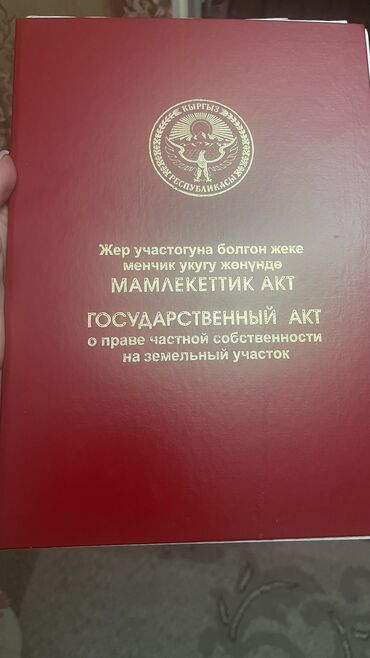 КЫРГЫЗ
РЕСПУБЛИКАСЫ
Жер участогуна болгон жеке
менчик укугу жөнүндө
МАМЛЕКЕТТИК АКТ
ГОСУДАРСТВЕННЫЙ АКТ
о праве частной собственности
на земельный участок